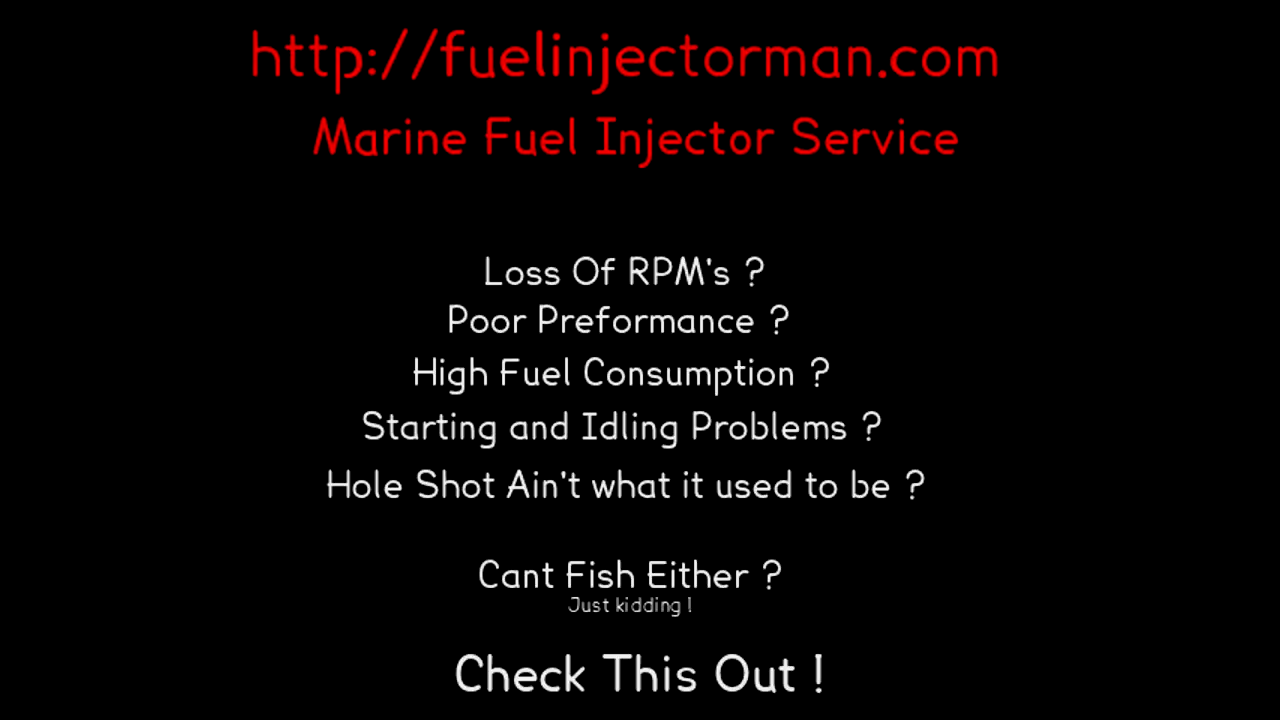 http://fuelinjectorman.com
Marine Fuel Injector Service
Loss Of RPM's ?
Poor Preformance ?
High Fuel Consumption ?
Starting and Idling Problems ?
Hole Shot Ain't what it used to be ?
Cant Fish Either ?
Just kidding !
Check This Out !